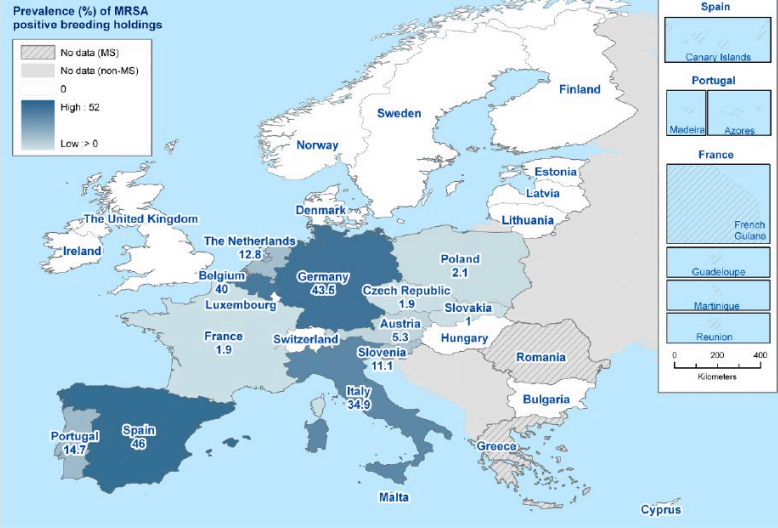 Prevalence (%) of MRSA
positive breeding holdings
No data (MS)
No data (non-MS)
0
High : 52
Low :> 0
Spain
Canary Islands
Portugal
Madeira
Azores
France
French
Guiana
Guadeloupe
Martinique
Reunion
0 200 400
Kilometers
Finland
Sweden
Norway
Estonia
Latvia
Lithuania
Denmark
The United Kingdom
Ireland
The Netherlands
12.8
Belgium
40
Luxembourg
Germany
43.5
Poland
2.1
Czech Republic
1.9
Slovakia
1
Austria
5.3
Hungary
France
1.9
Switzerland
Slovenia
11.1
Romania
Italy
34.9
Bulgaria
Portugal
14.7
Spain
46
Greece
Malta
Cyprus